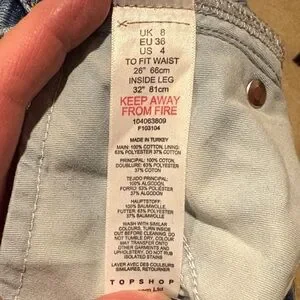 UK 8
EU 36
US 4
TO FIT WAIST
26" 66cm
INSIDE LEG
32" 81cm
KEEP AWAY
FROM FIRE
104063809
F103104
MADE IN TURKEY
MAIN: 100% COTTON, LINING:
63% POLYESTER 37% COTTON
PRINCIPAL: 100% COTON,
DOUBLURE: 63% POLYESTER
37% COTON
TEJIDO PRINCIPAL:
100% ALGODON,
FORRO: 63% POLIESTER
37% ALGODON
HAUPTSTOFF:
100% BAUMWOLLE
FUTTER: 63% POLYESTER
37% BAUMWOLLE
WASH WITH SIMILAR
COLOURS, TURN INSIDE
OUT BEFORE CLEANING. DO
NOT TUMBLE DRY. COLOUR
MAY TRANSFER ONTO
OTHER GARMENTS OR
UPHOLSTERY. DO NOT RUB
ISOLATED STAINS
LAVER AVEC DES COULEURS
SIMILAIRES, RETOURNER
TOPSHOP
Ltd